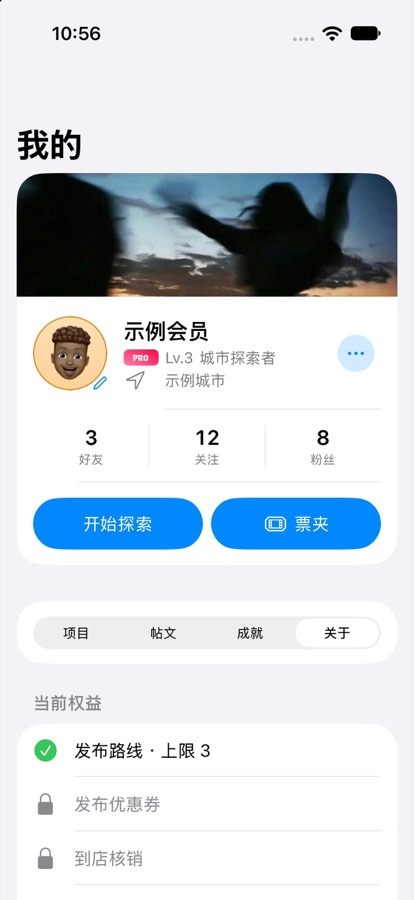 10:56
我的
示例会员
PRO Lv.3 城市探索者
示例城市
3 12 8
好友 关注 粉丝
开始探索 票夹
项目 帖文 成就 关于
当前权益
发布路线 · 上限 3
发布优惠券
到店核销